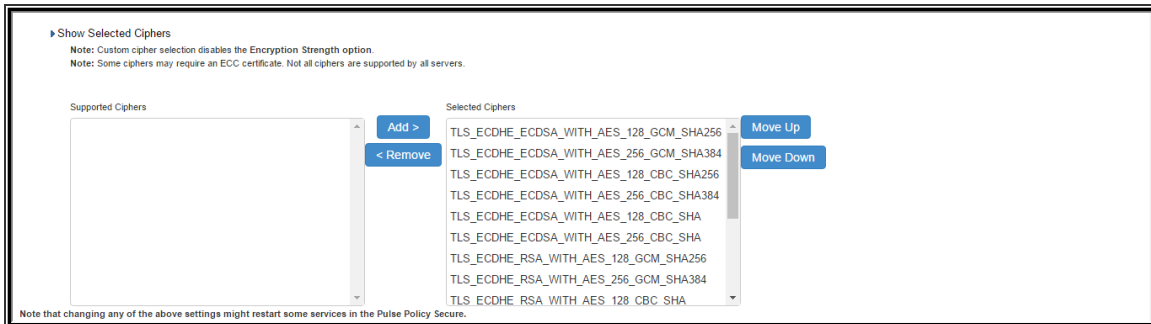 Show Selected Ciphers
Note: Custom cipher selection disables the Encryption Strength option.
Note: Some ciphers may require an ECC certificate. Not all ciphers are supported by all servers.
Supported Ciphers
Add >
< Remove
Selected Ciphers
TLS_ECDHE_ECDSA_WITH_AES_128_GCM_SHA256
TLS_ECDHE_ECDSA_WITH_AES_256_GCM_SHA384
TLS_ECDHE_ECDSA_WITH_AES_128_CBC_SHA256
TLS_ECDHE_ECDSA_WITH_AES_256_CBC_SHA384
TLS_ECDHE_ECDSA_WITH_AES_128_CBC_SHA
TLS_ECDHE_ECDSA_WITH_AES_256_CBC_SHA
TLS_ECDHE_RSA_WITH_AES_128_GCM_SHA256
TLS_ECDHE_RSA_WITH_AES_256_GCM_SHA384
TLS_ECDHE_RSA_WITH_AES_128_CBC_SHA
Move Up
Move Down
Note that changing any of the above settings might restart some services in the Pulse Policy Secure.